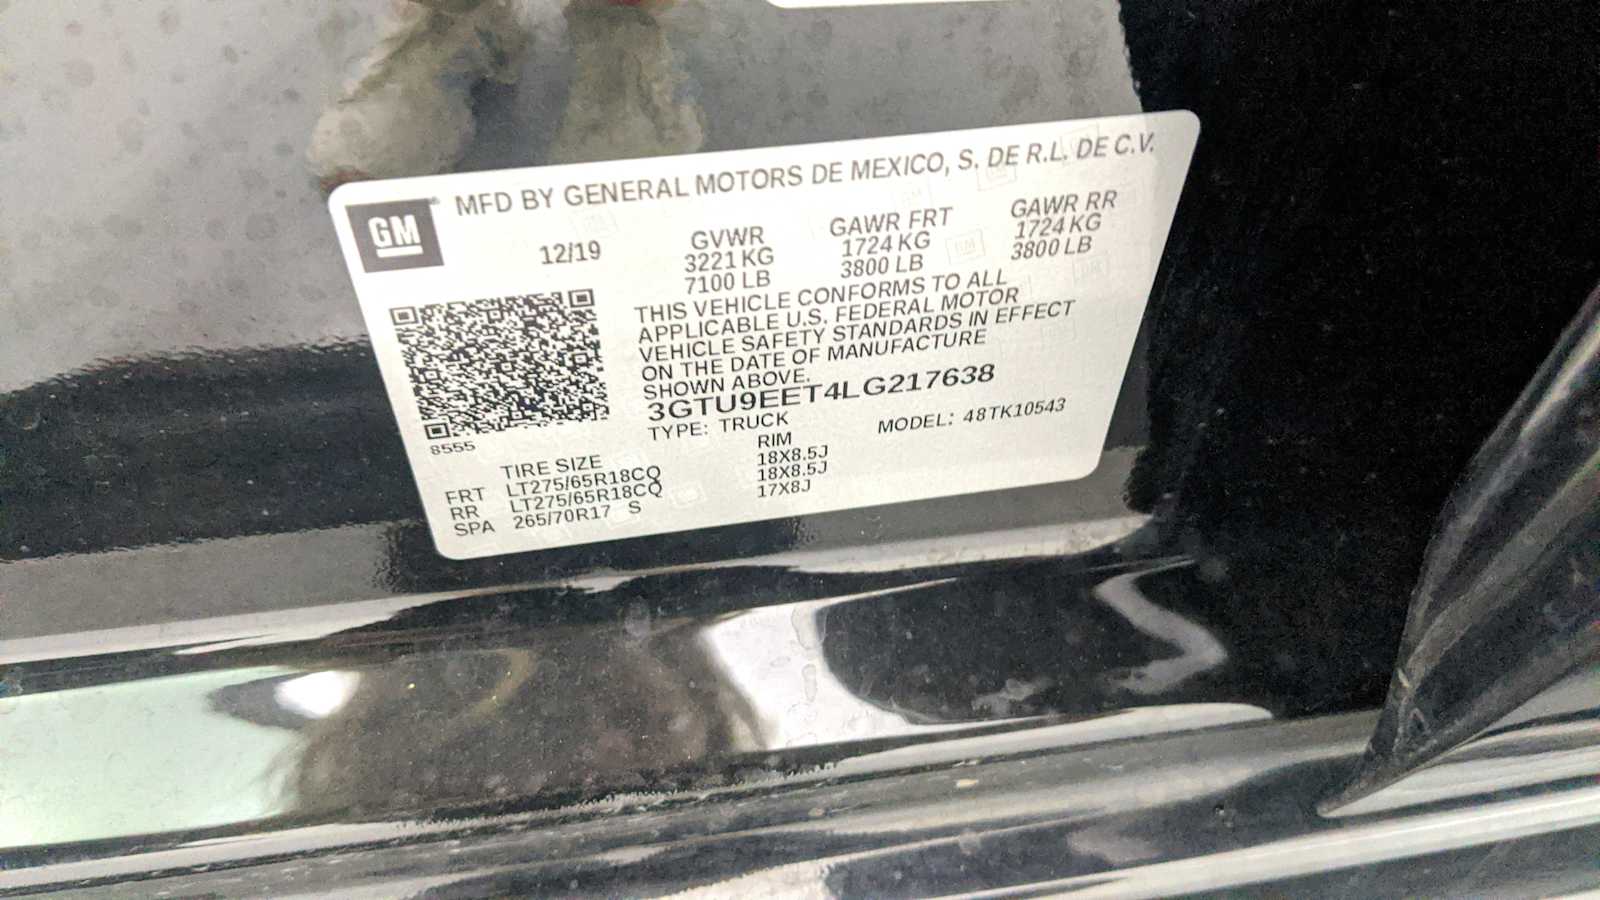 GM
MFD BY GENERAL MOTORS DE MEXICO, S. DE R.L. DE C.V.
12/19
GVWR
3221 KG
7100 LB
GAWR FRT
1724 KG
3800 LB
GAWR RR
1724 KG
3800 LB
THIS VEHICLE CONFORMS TO ALL
APPLICABLE U.S. FEDERAL MOTOR
VEHICLE SAFETY STANDARDS IN EFFECT
ON THE DATE OF MANUFACTURE
SHOWN ABOVE.
3GTU9EET4LG217638
TYPE: TRUCK MODEL: 48TK10543
8555
TIRE SIZE RIM
FRT LT275/65R18CQ 18X8.5J
RR LT275/65R18CQ 18X8.5J
SPA 265/70R17 S 17X8J